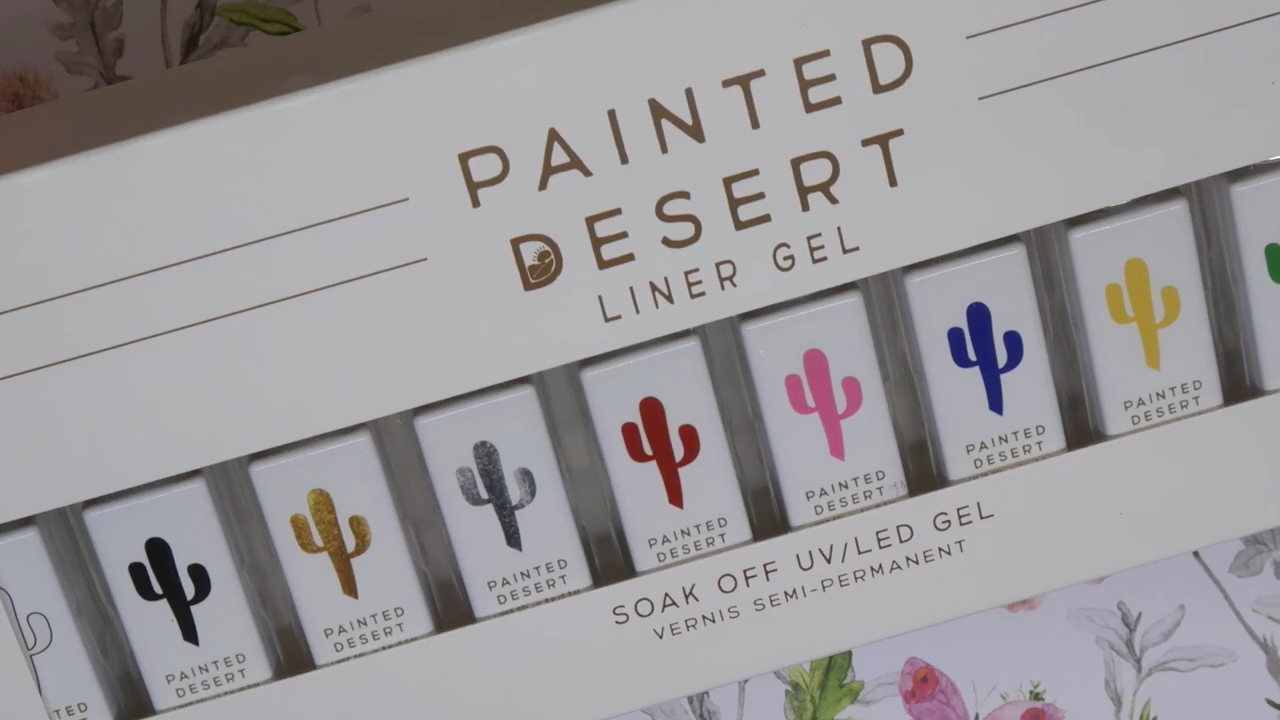 PAINTED
DESERT
LINER GEL
TED
PAINTED
DESERT
PAINTED
DESERT
PAINTED
DESERT
PAINTED
DESERT
PAINTED
DESERT
PAINTED
DESERT
PAINTED
DESERT
SOAK OFF UV/LED GEL
VERNIS SEMI-PERMANENT